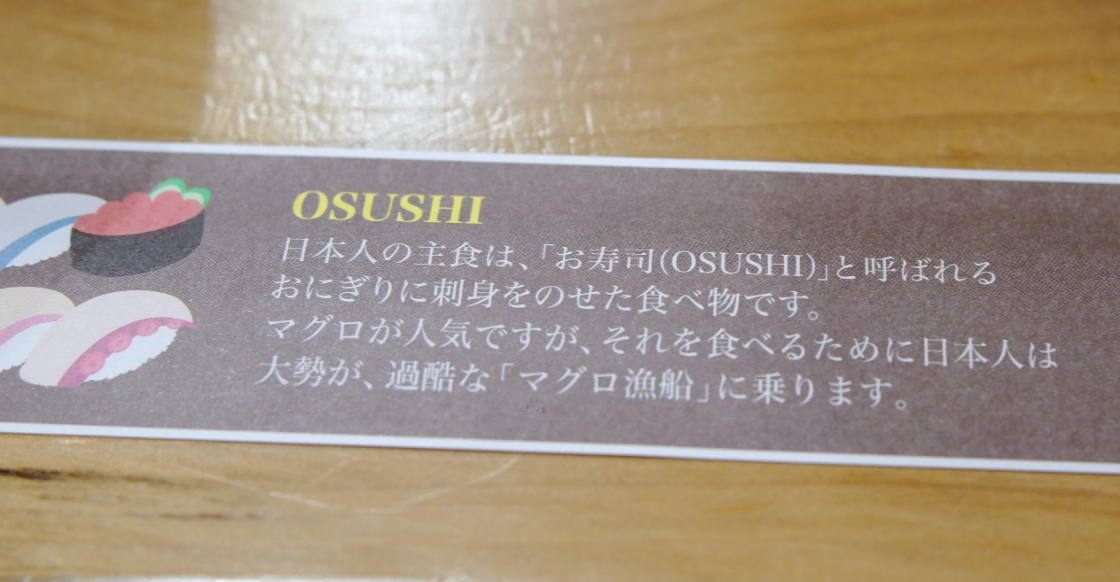 OSUSHI
日本人の主食は、「お寿司(OSUSHI)」と呼ばれる
おにぎりに刺身をのせた食べ物です。
マグロが人気ですが、それを食べるために日本人は
大勢が、過酷な「マグロ漁船」に乗ります。